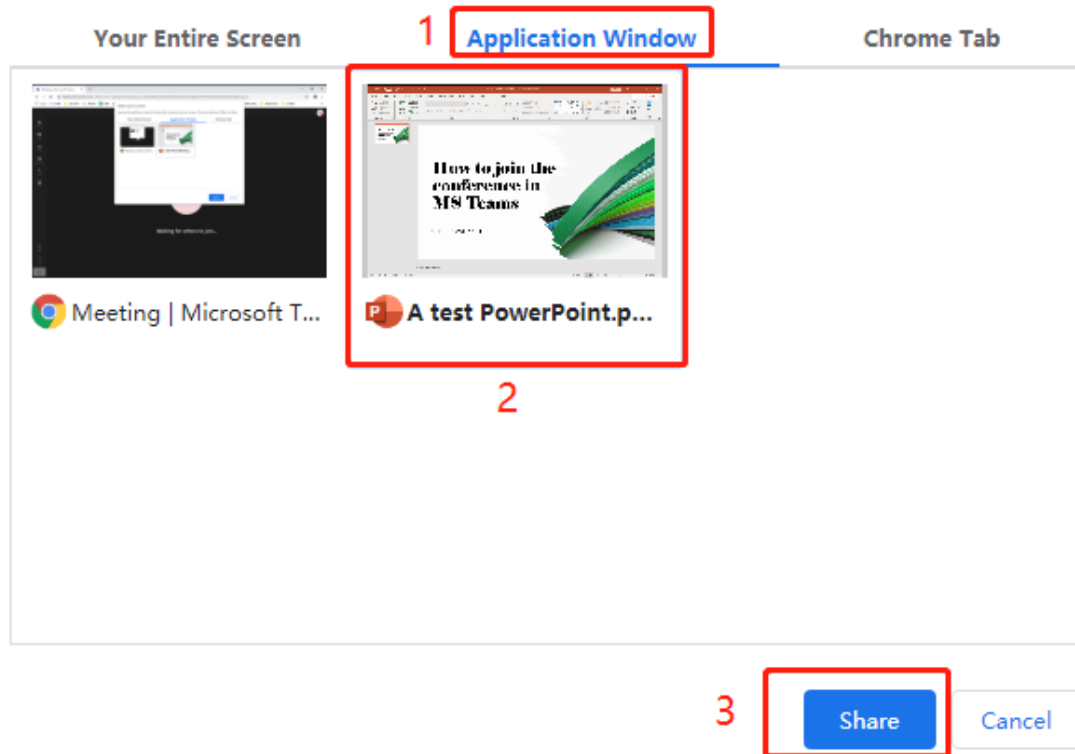 Your Entire Screen
1
Application Window
Chrome Tab
How to join the
conference in
MS Teams
Meeting | Microsoft T...
A test PowerPoint.p...
2
3
Share
Cancel